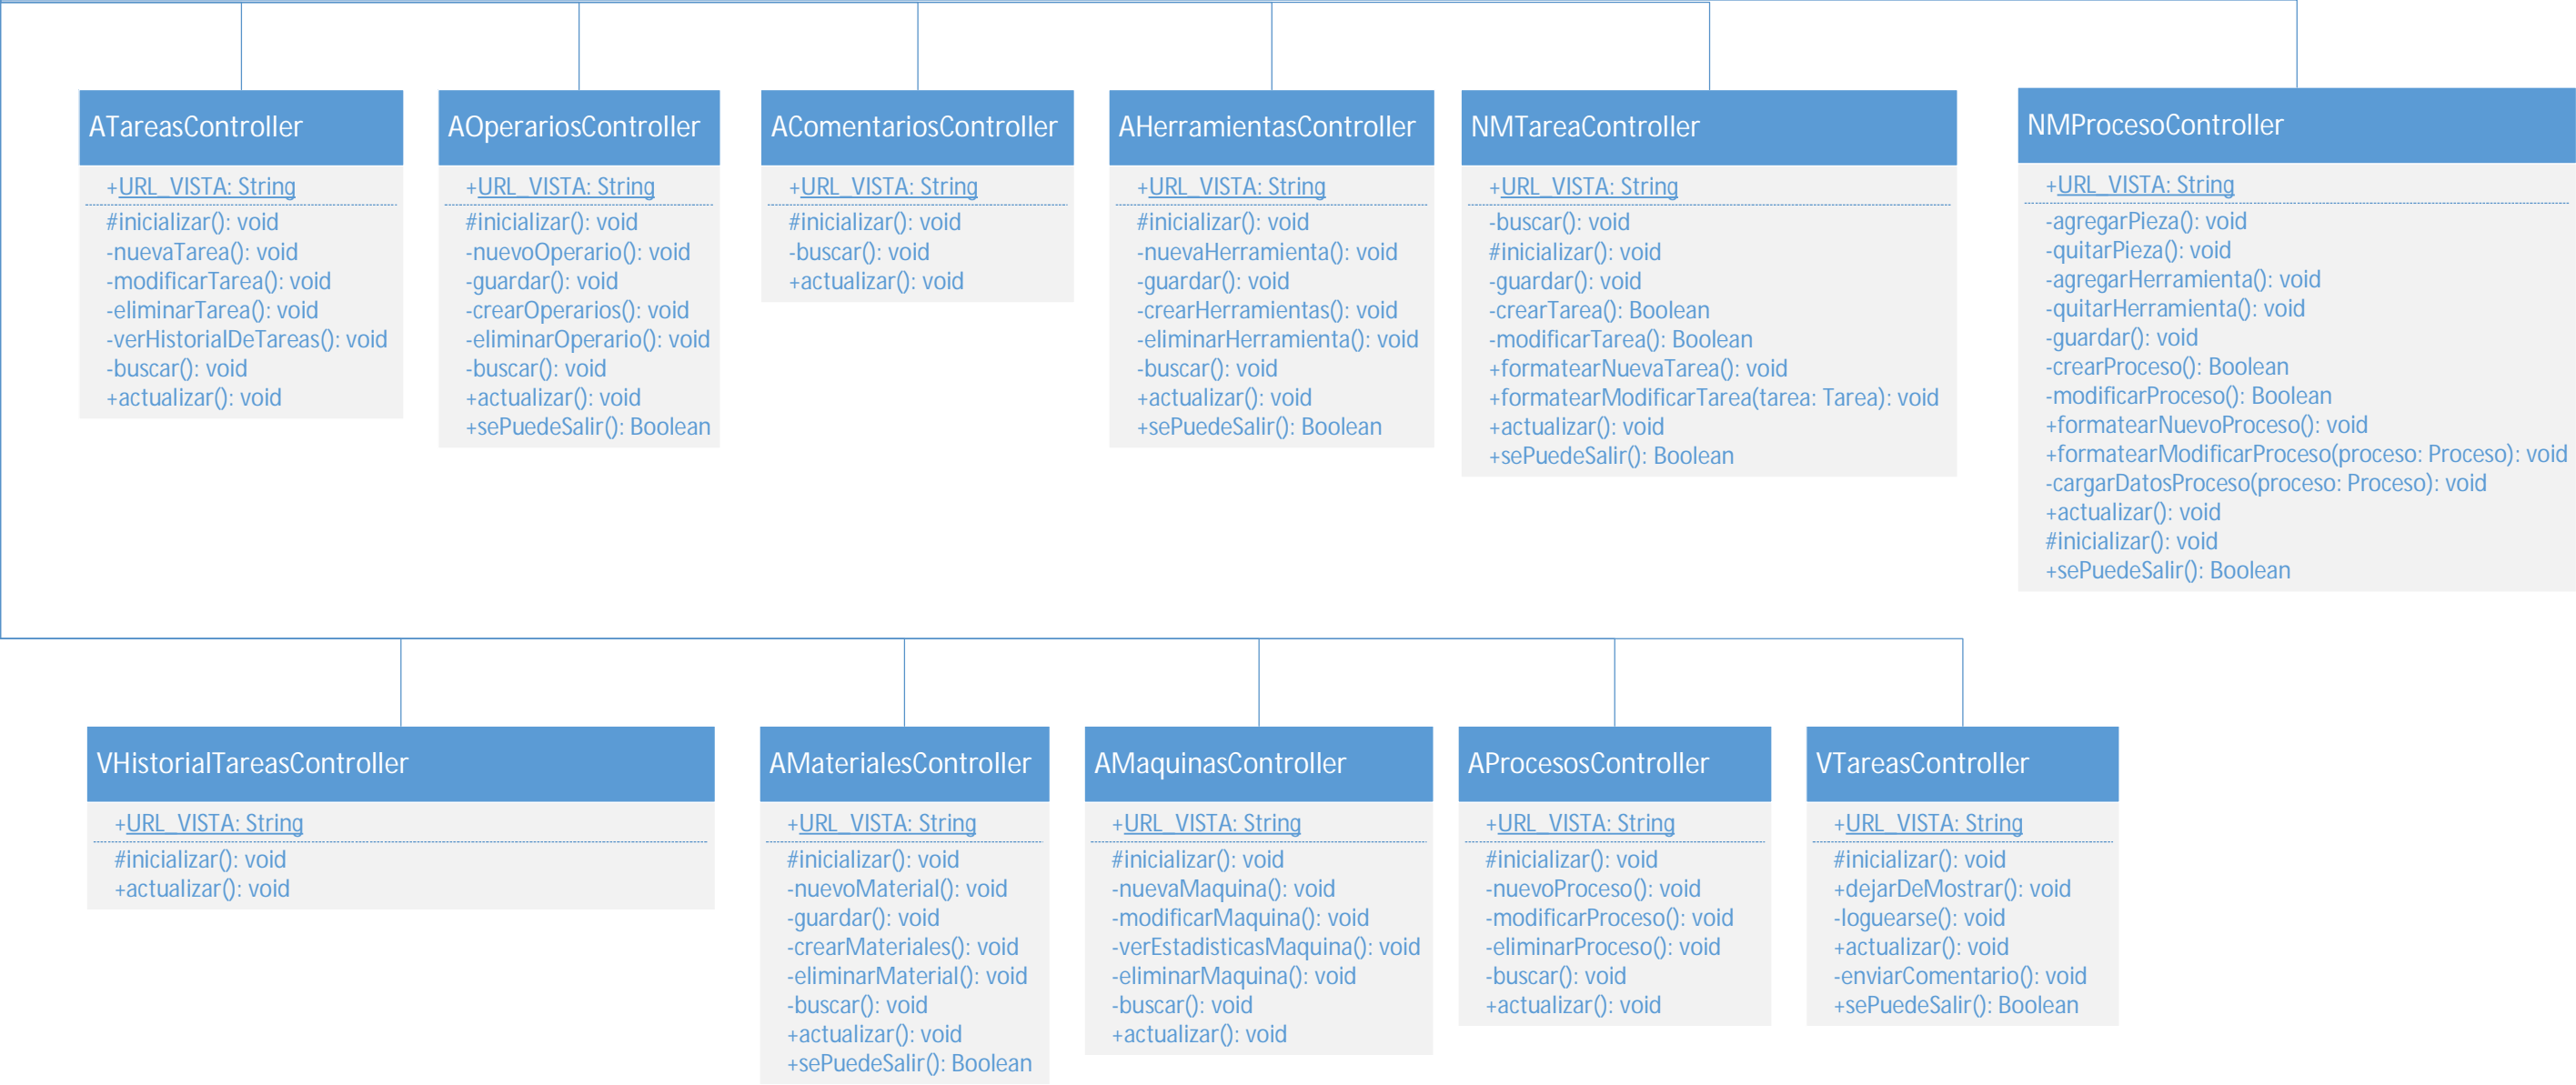 ATareasController
+URL_VISTA: String
#inicializar(): void
-nuevaTarea(): void
-modificarTarea(): void
-eliminarTarea(): void
-verHistorialDeTareas(): void
-buscar(): void
+actualizar(): void
AOperariosController
+URL_VISTA: String
#inicializar(): void
-nuevoOperario(): void
-guardar(): void
-crearOperarios(): void
-eliminarOperario(): void
-buscar(): void
+actualizar(): void
+sePuedeSalir(): Boolean
AComentariosController
+URL_VISTA: String
#inicializar(): void
-buscar(): void
+actualizar(): void
AHerramientasController
+URL_VISTA: String
#inicializar(): void
-nuevaHerramienta(): void
-guardar(): void
-crearHerramientas(): void
-eliminarHerramienta(): void
-buscar(): void
+actualizar(): void
+sePuedeSalir(): Boolean
NMTareaController
+URL_VISTA: String
-buscar(): void
#inicializar(): void
-guardar(): void
-crearTarea(): Boolean
-modificarTarea(): Boolean
+formatearNuevaTarea(): void
+formatearModificarTarea(tarea: Tarea): void
+actualizar(): void
+sePuedeSalir(): Boolean
NMProcesoController
+URL_VISTA: String
-agregarPieza(): void
-quitarPieza(): void
-agregarHerramienta(): void
-quitarHerramienta(): void
-guardar(): void
-crearProceso(): Boolean
-modificarProceso(): Boolean
+formatearNuevoProceso(): void
+formatearModificarProceso(proceso: Proceso): void
-cargarDatosProceso(proceso: Proceso): void
+actualizar(): void
#inicializar(): void
+sePuedeSalir(): Boolean
VHistorialTareasController
+URL_VISTA: String
#inicializar(): void
+actualizar(): void
AMaterialesController
+URL_VISTA: String
#inicializar(): void
-nuevoMaterial(): void
-guardar(): void
-crearMateriales(): void
-eliminarMaterial(): void
-buscar(): void
+actualizar(): void
+sePuedeSalir(): Boolean
AMaquinasController
+URL_VISTA: String
#inicializar(): void
-nuevaMaquina(): void
-modificarMaquina(): void
-verEstadisticasMaquina(): void
-eliminarMaquina(): void
-buscar(): void
+actualizar(): void
AProcesosController
+URL_VISTA: String
#inicializar(): void
-nuevoProceso(): void
-modificarProceso(): void
-eliminarProceso(): void
-buscar(): void
+actualizar(): void
VTareasController
+URL_VISTA: String
#inicializar(): void
+dejarDeMostrar(): void
-loguearse(): void
+actualizar(): void
-enviarComentario(): void
+sePuedeSalir(): Boolean